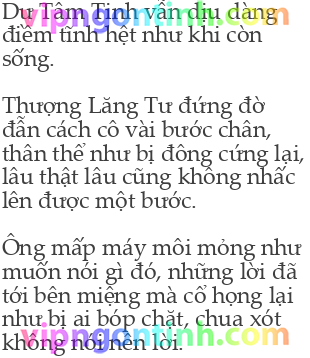 Dư Tâm Tinh vẫn dịu dàng
điềm tĩnh hệt như khi còn
sống.
Thượng Lăng Tư đứng đờ
đẫn cách cô vài bước chân,
thân thể như bị đông cứng lại,
lâu thật lâu cũng không nhấc
lên được một bước.
Ông mấp máy môi mỏng như
muốn nói gì đó, những lời đã
tới bên miệng mà cổ họng lại
như bị ai bóp chặt, chua xót
không nói nên lời.
vipngontinh.com
vipngontinh.com